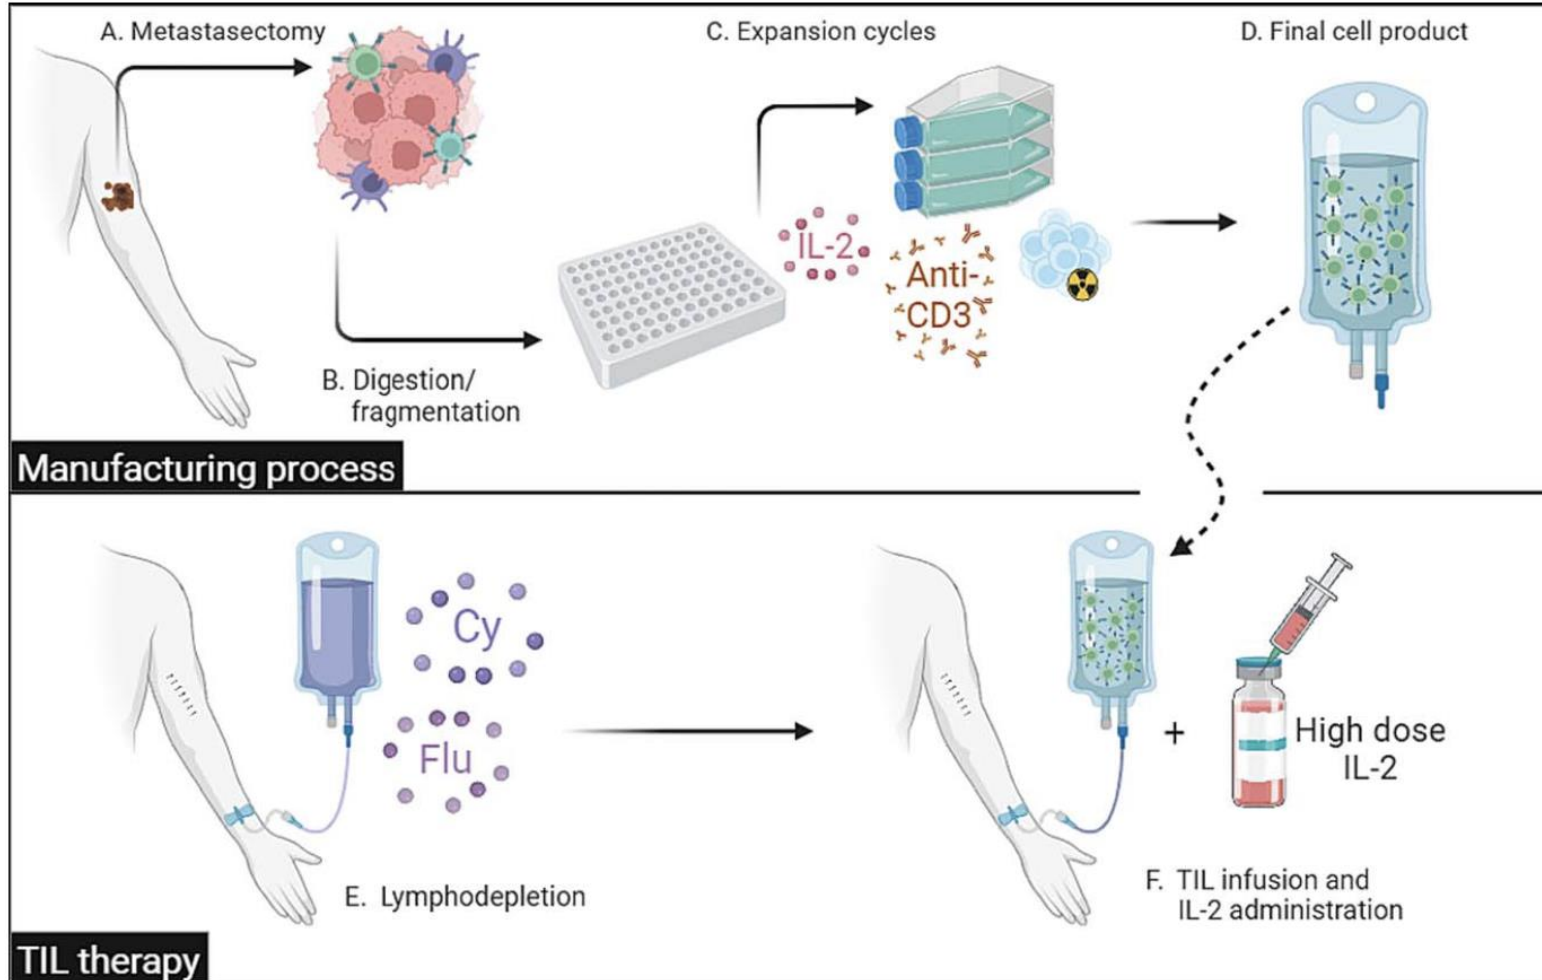 A. Metastasectomy
C. Expansion cycles
D. Final cell product
IL-2
Anti-
CD3
B. Digestion/
fragmentation
Manufacturing process
Cy
Flu
+
High dose
IL-2
E. Lymphodepletion
F. TIL infusion and
IL-2 administration
TIL therapy